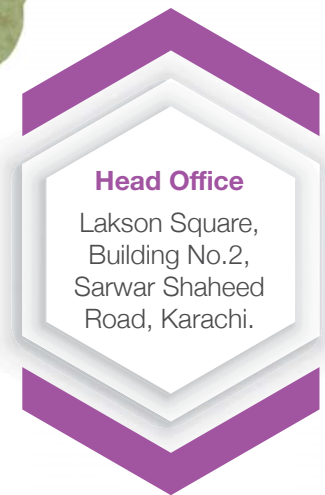 Head Office
Lakson Square,
Building No.2,
Sarwar Shaheed
Road, Karachi.